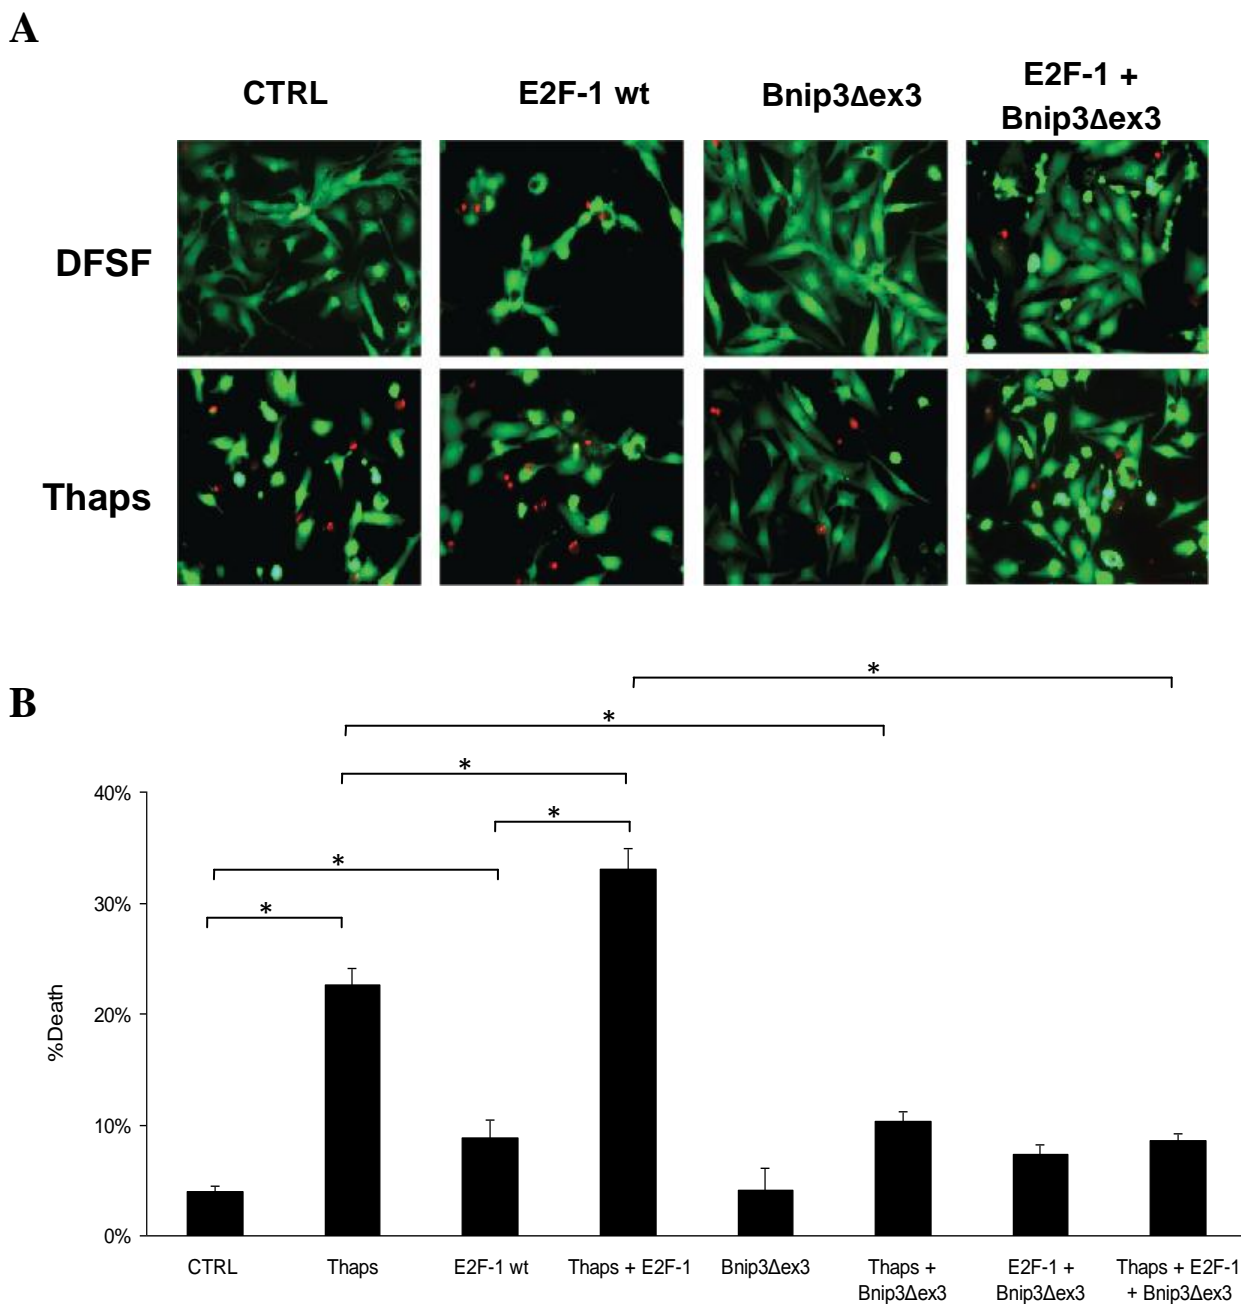 A
CTRL
E2F-1 wt
Bnip3Δex3
E2F-1 +
Bnip3Δex3
DFSF
Thaps
B
*
*
*
*
*
*
40%
30%
20%
10%
0%
%Death
CTRL
Thaps
E2F-1 wt
Thaps + E2F-1
Bnip3Δex3
Thaps +
Bnip3Δex3
E2F-1 +
Bnip3Δex3
Thaps + E2F-1
+ Bnip3Δex3